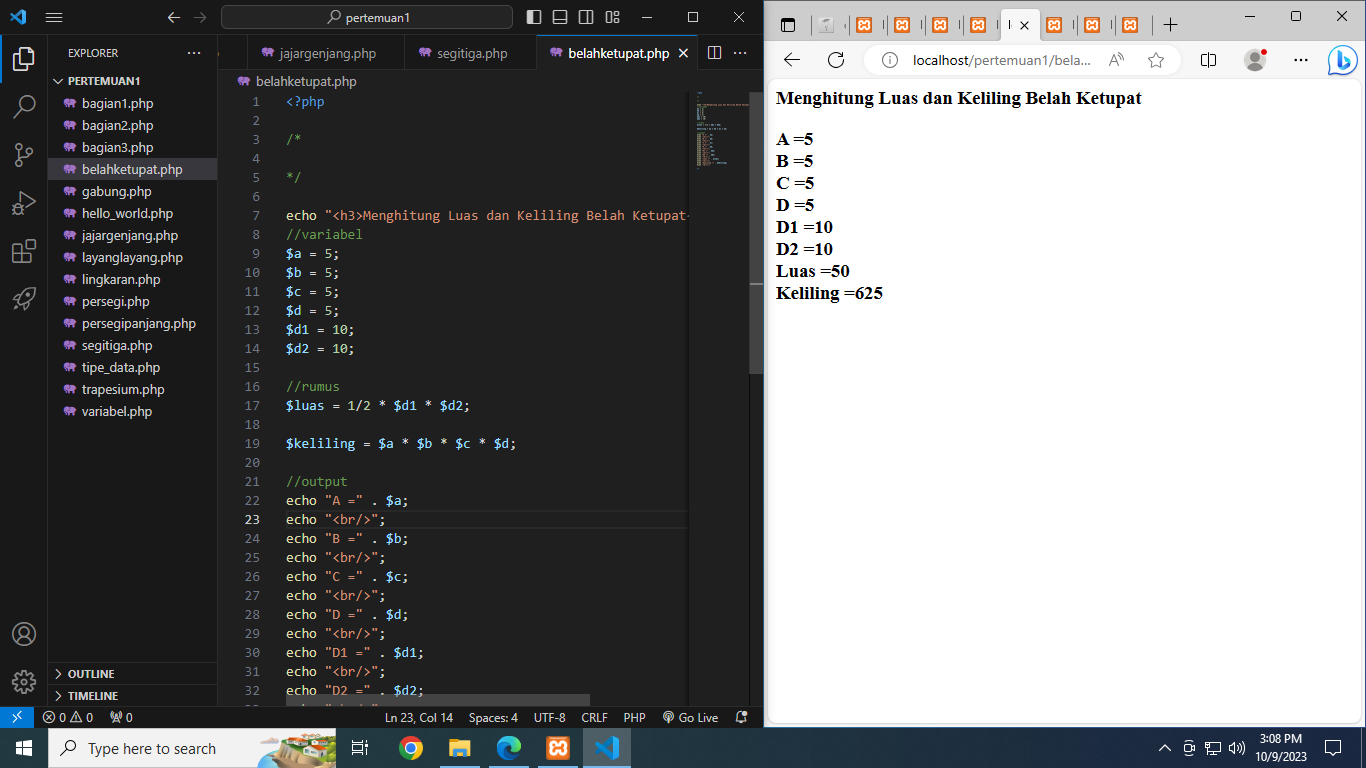 pertemuan1
EXPLORER
PERTEMUAN1
bagian1.php
bagian2.php
bagian3.php
belahketupat.php
gabung.php
hello_world.php
jajargenjang.php
layanglayang.php
lingkaran.php
persegi.php
persegipanjang.php
segitiga.php
tipe_data.php
trapesium.php
variabel.php
OUTLINE
TIMELINE
jajargenjang.php
segitiga.php
belahketupat.php
belahketupat.php
1 <?php
2
3 /*
4
5 */
6
7 echo "<h3>Menghitung Luas dan Keliling Belah Ketupat
8 //variabel
9 $a = 5;
10 $b = 5;
11 $c = 5;
12 $d = 5;
13 $d1 = 10;
14 $d2 = 10;
15
16 //rumus
17 $luas = 1/2 * $d1 * $d2;
18
19 $keliling = $a * $b * $c * $d;
20
21 //output
22 echo "A =" . $a;
23 echo "<br/>";
24 echo "B =" . $b;
25 echo "<br/>";
26 echo "C =" . $c;
27 echo "<br/>";
28 echo "D =" . $d;
29 echo "<br/>";
30 echo "D1 =" . $d1;
31 echo "<br/>";
32 echo "D2 =" . $d2;
0 0 0
Ln 23, Col 14 Spaces: 4 UTF-8 CRLF PHP Go Live
localhost/pertemuan1/bela...
Menghitung Luas dan Keliling Belah Ketupat
A =5
B =5
C =5
D =5
D1 =10
D2 =10
Luas =50
Keliling =625
Type here to search
3:08 PM
10/9/2023